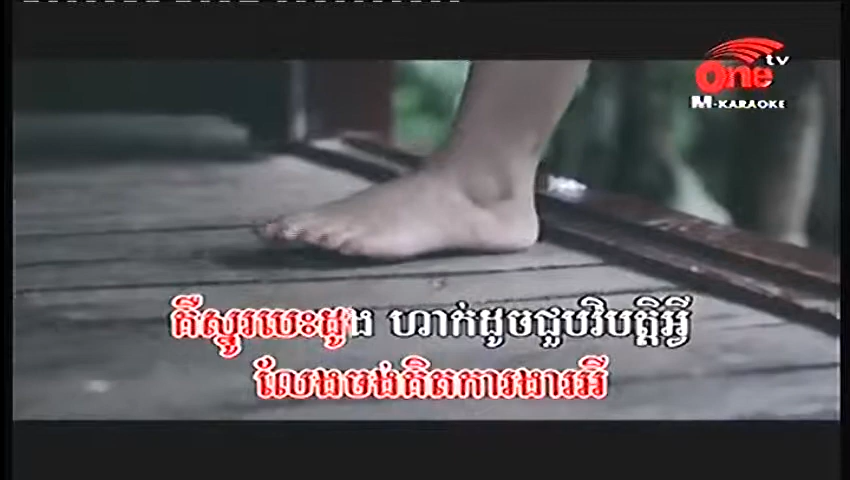 One tv
M-KARAOKE
គឺស្នូរបេះដូង ហាក់ដូចជួបវិបត្តិអ្វី
លែងចង់គិតការងារអី